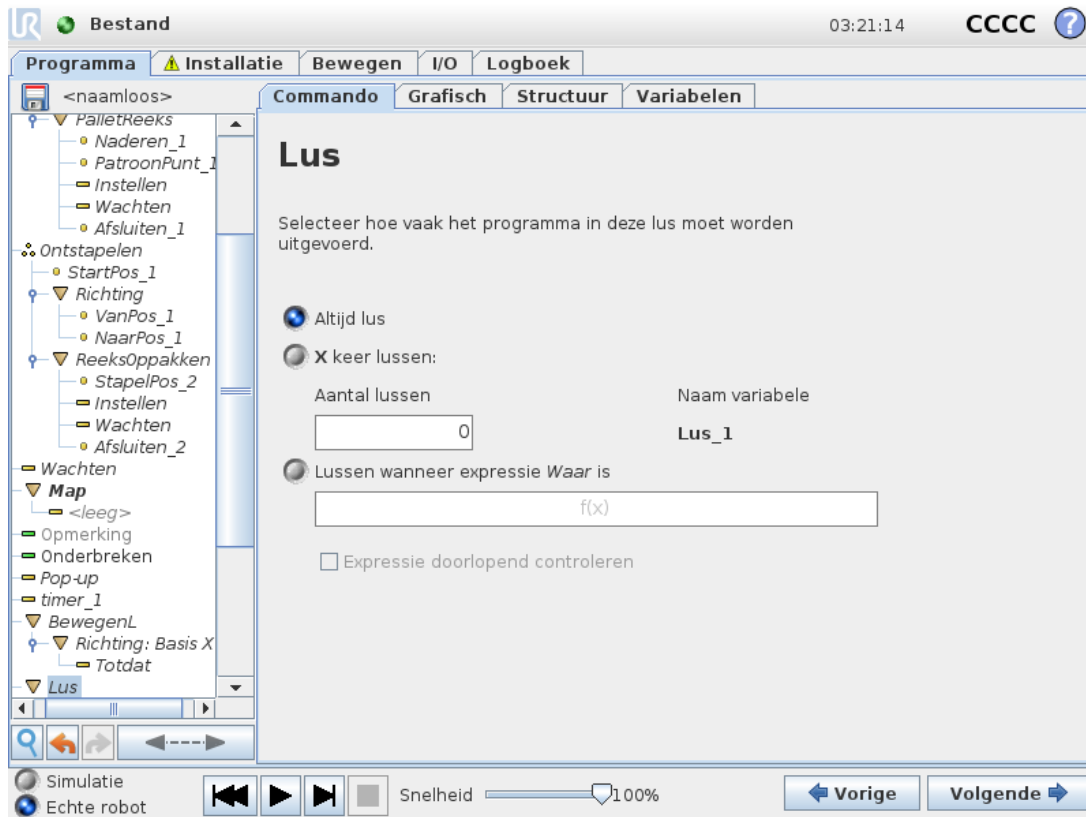 UR Bestand 03:21:14 CCCC ?
Programma Installatie Bewegen I/O Logboek
<naamloos>
Commando Grafisch Structuur Variabelen
PalletReeks
Naderen_1
PatroonPunt_1
Instellen
Wachten
Afsluiten_1
Ontstapelen
StartPos_1
Richting
VanPos_1
NaarPos_1
ReeksOppakken
StapelPos_2
Instellen
Wachten
Afsluiten_2
Wachten
Map
<leeg>
Opmerking
Onderbreken
Pop-up
timer_1
BewegenL
Richting: Basis X
Totdat
Lus
Lus
Selecteer hoe vaak het programma in deze lus moet worden
uitgevoerd.
Altijd lus
X keer lussen:
Aantal lussen Naam variabele
0 Lus_1
Lussen wanneer expressie Waar is
f(x)
Expressie doorlopend controleren
Simulatie
Echte robot
Snelheid 100%
Vorige Volgende